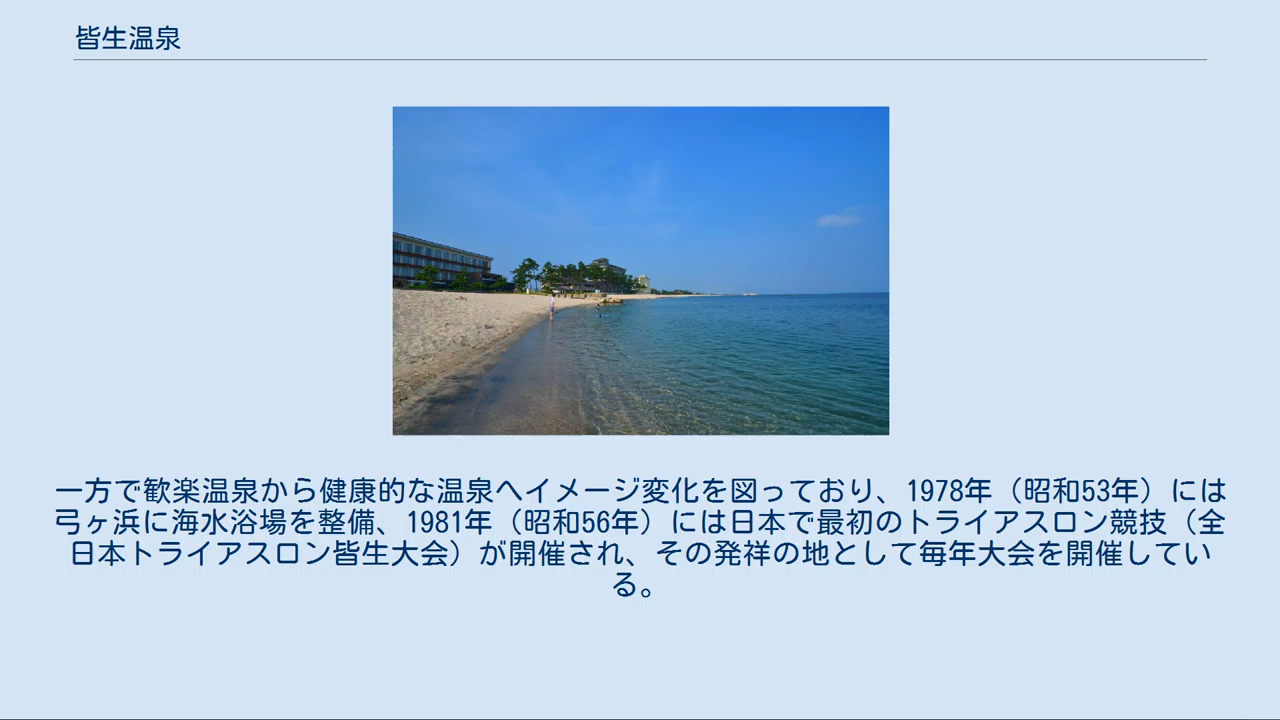 皆生温泉
一方で歓楽温泉から健康的な温泉へイメージ変化を図っており、1978年（昭和53年）には
弓ヶ浜に海水浴場を整備、1981年（昭和56年）には日本で最初のトライアスロン競技（全
日本トライアスロン皆生大会）が開催され、その発祥の地として毎年大会を開催してい
る。